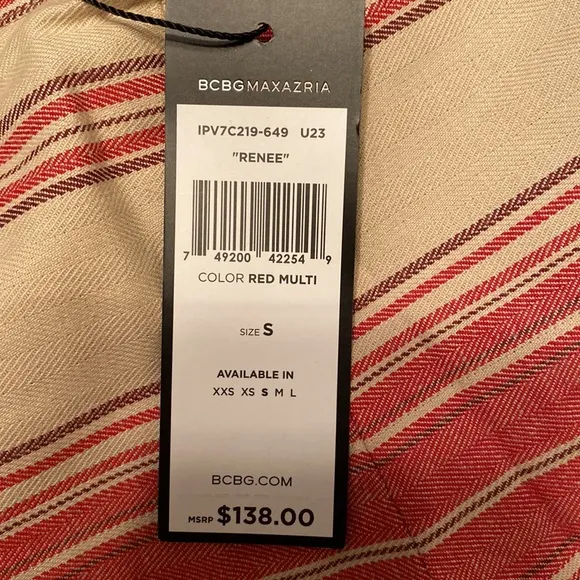 BCBGMAXAZRIA
IPV7C219-649 U23
"RENEE"
7 49200 42254 9
COLOR RED MULTI
SIZE S
AVAILABLE IN
XXS XS S M L
BCBG.COM
MSRP $138.00